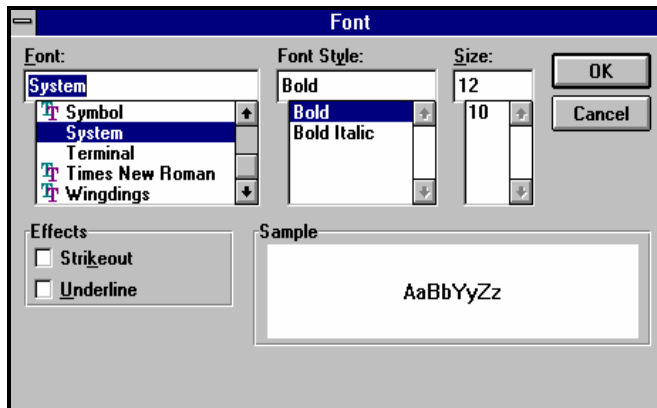 Font
Font:
System
Symbol
System
Terminal
Times New Roman
Wingdings
Font Style:
Bold
Bold
Bold Italic
Size:
12
10
OK
Cancel
Effects
Strikeout
Underline
Sample
AaBbYyZz